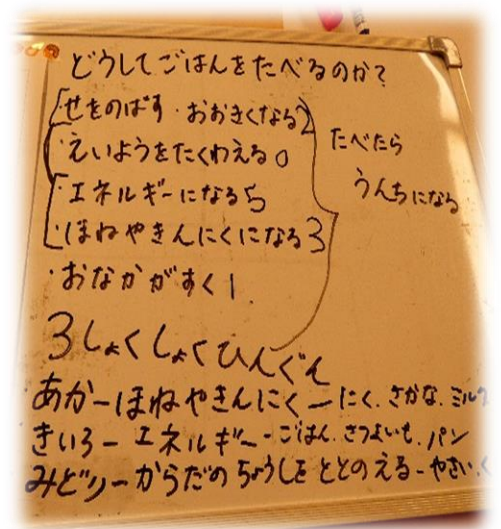 どうしてごはんをたべるのか?
・せをのばす・おおきくなる2
・えいようをたくわえる0
・エネルギーになる5
・ほねやきんにくになる3
・おなかがすく1
たべたら
うんちになる
3しょくしょくひんぐん
あかーほねやきんにくーにく、さかな、ミルク
きいろーエネルギーーごはん、さつまいも、パン
みどりーからだのちょうしをととのえるーやさい、く